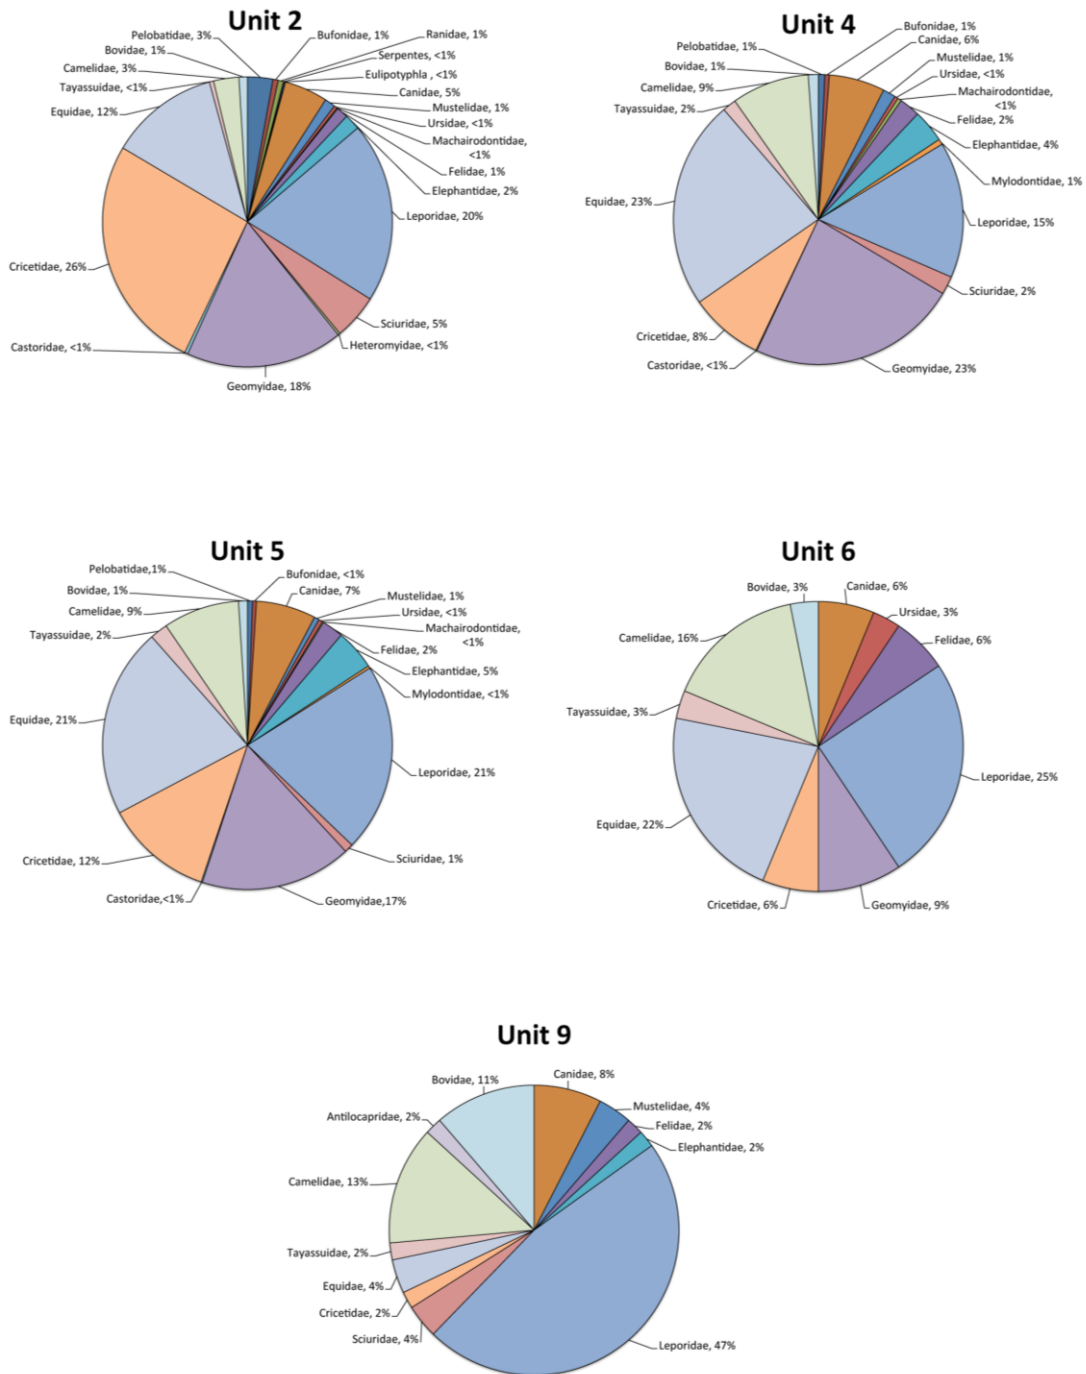 Unit 2
Pelobatidae, 3%
Bovidae, 1%
Camelidae, 3%
Tayassuidae, <1%
Equidae, 12%
Cricetidae, 26%
Castoridae, <1%
Geomyidae, 18%
Bufonidae, 1%
Ranidae, 1%
Serpentes, <1%
Eulipotyphla , <1%
Canidae, 5%
Mustelidae, 1%
Ursidae, <1%
Machairodontidae,
<1%
Felidae, 1%
Elephantidae, 2%
Leporidae, 20%
Sciuridae, 5%
Heteromyidae, <1%
Unit 4
Pelobatidae, 1%
Bovidae, 1%
Camelidae, 9%
Tayassuidae, 2%
Equidae, 23%
Cricetidae, 8%
Castoridae, <1%
Bufonidae, 1%
Canidae, 6%
Mustelidae, 1%
Ursidae, <1%
Machairodontidae,
<1%
Felidae, 2%
Elephantidae, 4%
Mylodontidae, 1%
Leporidae, 15%
Sciuridae, 2%
Geomyidae, 23%
Unit 5
Pelobatidae,1%
Bovidae, 1%
Camelidae, 9%
Tayassuidae, 2%
Equidae, 21%
Cricetidae, 12%
Castoridae,<1%
Bufonidae, <1%
Canidae, 7%
Mustelidae, 1%
Ursidae, <1%
Machairodontidae,
<1%
Felidae, 2%
Elephantidae, 5%
Mylodontidae, <1%
Leporidae, 21%
Sciuridae, 1%
Geomyidae,17%
Unit 6
Bovidae, 3%
Camelidae, 16%
Tayassuidae, 3%
Equidae, 22%
Cricetidae, 6%
Canidae, 6%
Ursidae, 3%
Felidae, 6%
Leporidae, 25%
Geomyidae, 9%
Unit 9
Bovidae, 11%
Antilocapridae, 2%
Camelidae, 13%
Tayassuidae, 2%
Equidae, 4%
Cricetidae, 2%
Sciuridae, 4%
Canidae, 8%
Mustelidae, 4%
Felidae, 2%
Elephantidae, 2%
Leporidae, 47%